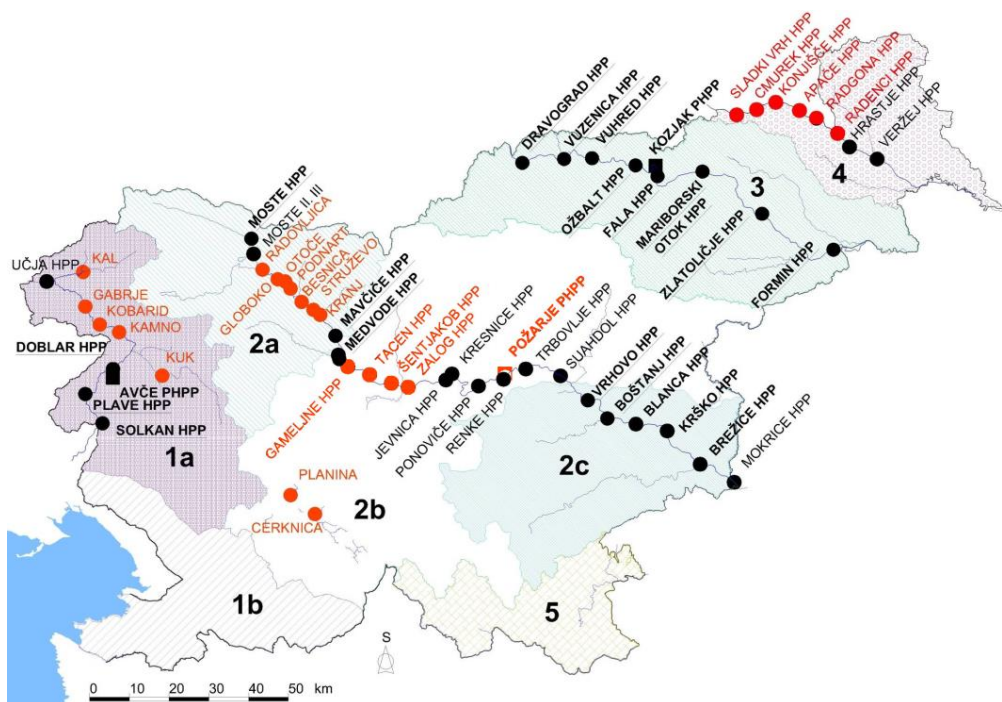 SLADKI VRH HPP
CMUREK HPP
KONJIŠČE HPP
APAČE HPP
RADGONA HPP
RADENCI HPP
HRASTJE HPP
VERŽEJ HPP
4
DRAVOGRAD HPP
VUZENICA HPP
VUHRED HPP
KOZJAK PHPP
OŽBALT HPP
FALA HPP
MARIBORSKI
OTOK HPP
ZLATOLIČJE HPP
FORMIN HPP
3
MOSTE HPP
MOSTE II, III
RADOVLJICA
GLOBOKO
OTOČE
PODNART
BESNICA
STRUŽEVO
KRANJ
MAVČIČE HPP
MEDVODE HPP
2a
UČJA HPP
KAL
GABRJE
KOBARID
KAMNO
DOBLAR HPP
KUK
AVČE PHPP
PLAVE HPP
SOLKAN HPP
1a
GAMELJNE HPP
TACEN HPP
ŠENTJAKOB HPP
ZALOG HPP
JEVNICA HPP
KRESNICE HPP
PONOVIČE HPP
RENKE HPP
POŽARJE PHPP
TRBOVLJE HPP
SUAHDOL HPP
VRHOVO HPP
BOŠTANJ HPP
BLANCA HPP
KRŠKO HPP
BREŽICE HPP
MOKRICE HPP
2c
PLANINA
CERKNICA
2b
1b
5
S
0 10 20 30 40 50 km